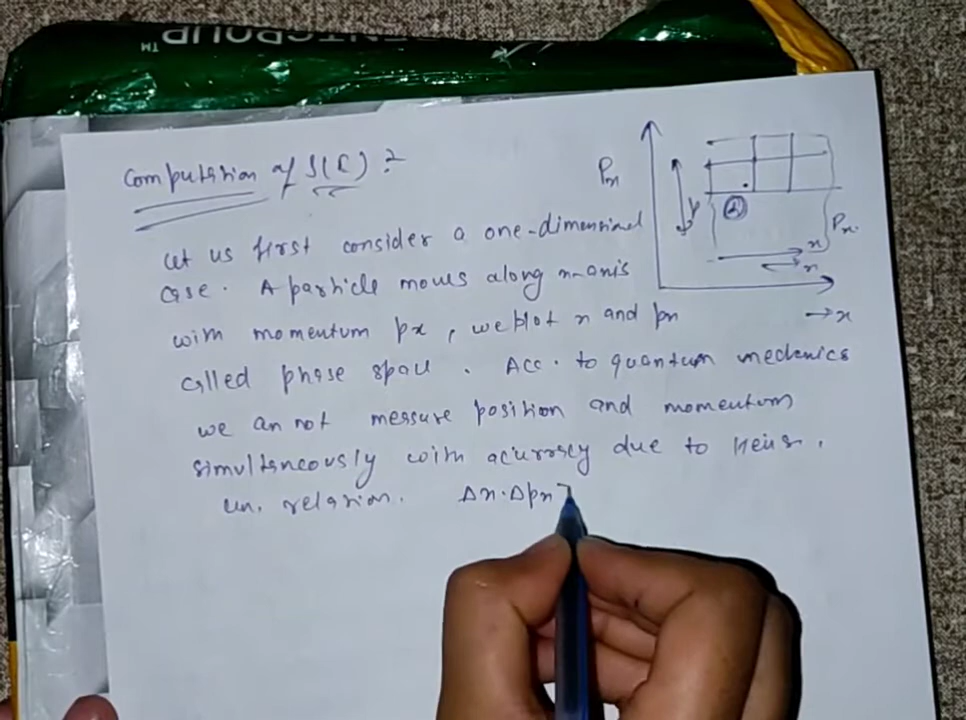 Computation of S(E) ?
Let us first consider a one-dimensional
case. A particle moves along x-axis
with momentum px, we plot x and px
called phase space. Acc. to quantum mechanics
we can not messure position and momentum
simultaneously with acurracy due to Heis.
un. relation. Δx.Δpx
Px
Px
x
x
→x